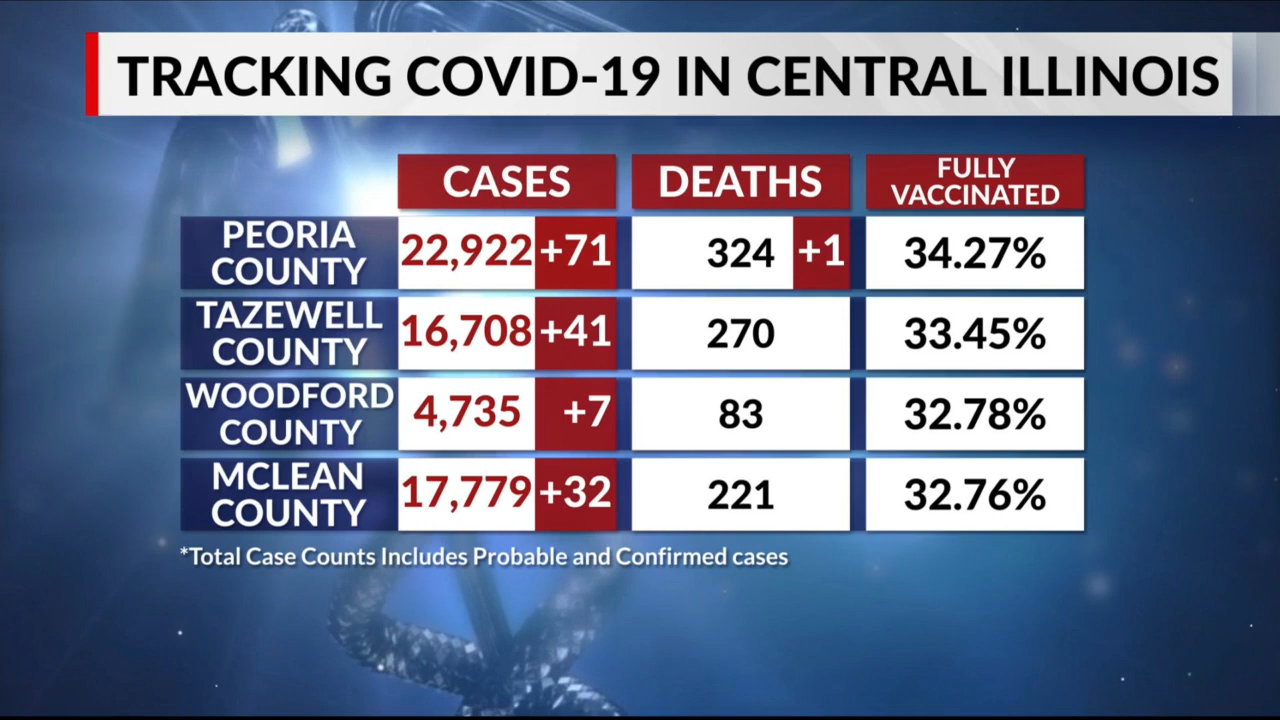 TRACKING COVID-19 IN CENTRAL ILLINOIS
CASES DEATHS FULLY VACCINATED
PEORIA COUNTY 22,922 +71 324 +1 34.27%
TAZEWELL COUNTY 16,708 +41 270 33.45%
WOODFORD COUNTY 4,735 +7 83 32.78%
MCLEAN COUNTY 17,779 +32 221 32.76%
*Total Case Counts Includes Probable and Confirmed cases